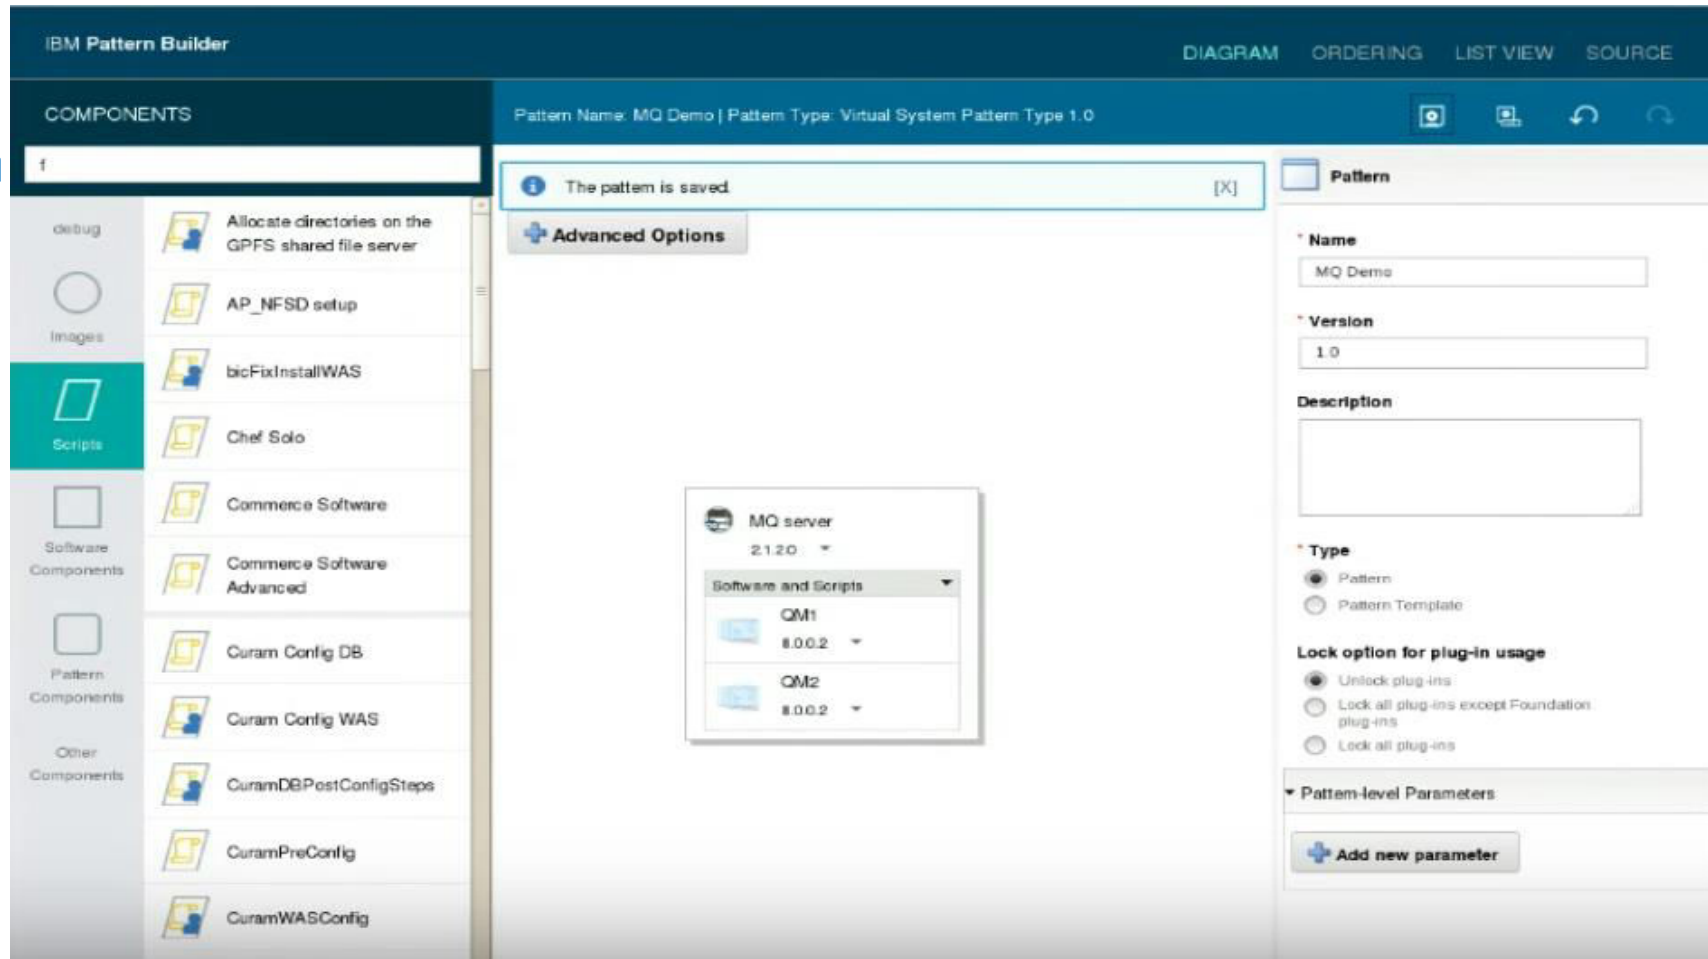 IBM Pattern Builder
DIAGRAM ORDERING LIST VIEW SOURCE
COMPONENTS
f
debug
Images
Scripts
Software
Components
Pattern
Components
Other
Components
Allocate directories on the
GPFS shared file server
AP_NFSD setup
bicFixInstallWAS
Chef Solo
Commerce Software
Commerce Software
Advanced
Curam Config DB
Curam Config WAS
CuramDBPostConfigSteps
CuramPreConfig
CuramWASConfig
Pattern Name: MQ Demo | Pattern Type: Virtual System Pattern Type 1.0
The pattern is saved. [X]
Advanced Options
MQ server
2.1.2.0
Software and Scripts
QM1
8.0.0.2
QM2
8.0.0.2
Pattern
* Name
MQ Demo
* Version
1.0
Description
* Type
Pattern
Pattern Template
Lock option for plug-in usage
Unlock plug-ins
Lock all plug-ins except Foundation
plug-ins
Lock all plug-ins
Pattern-level Parameters
Add new parameter